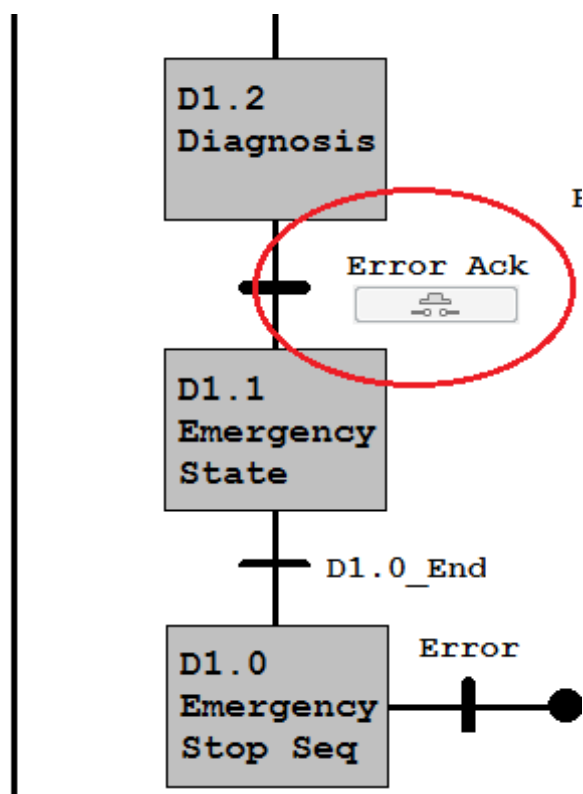 D1.2
Diagnosis
Error Ack
D1.1
Emergency
State
D1.0_End
Error
D1.0
Emergency
Stop Seq